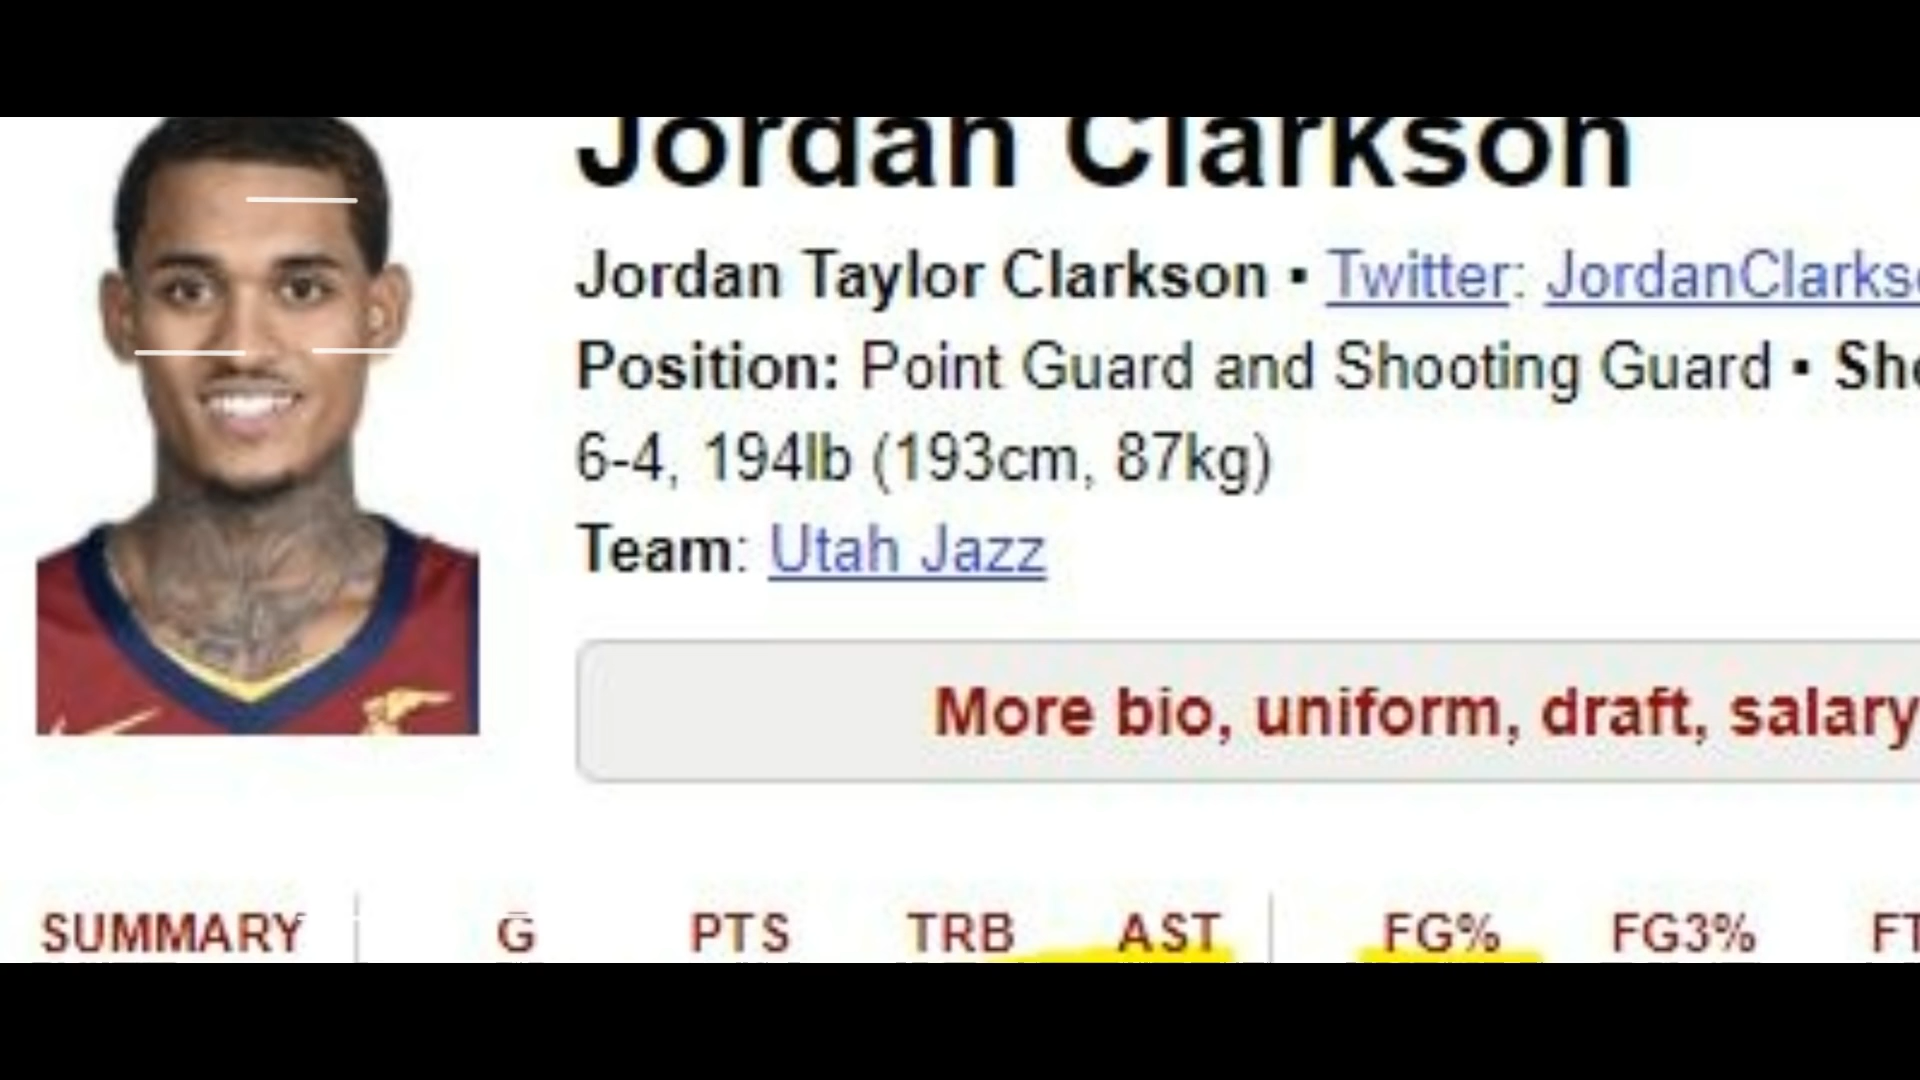 Jordan Clarkson
Jordan Taylor Clarkson ▪ Twitter: JordanClarks
Position: Point Guard and Shooting Guard ▪ Sh
6-4, 194lb (193cm, 87kg)
Team: Utah Jazz
More bio, uniform, draft, salary
SUMMARY G PTS TRB AST FG% FG3% FT